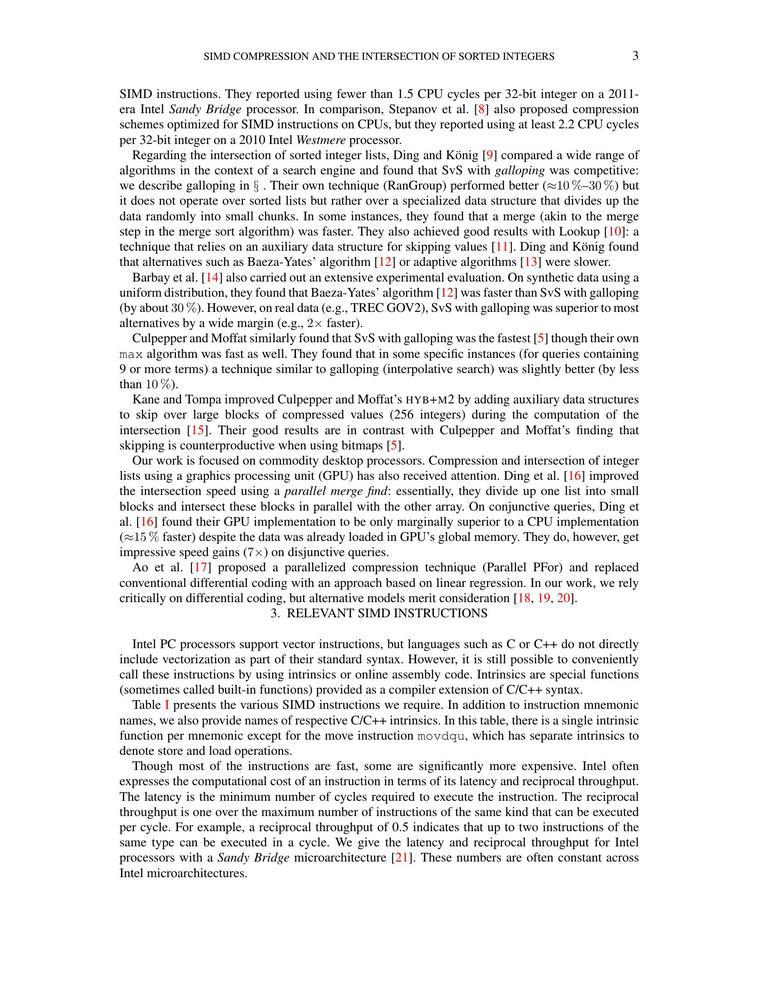 SIMD COMPRESSION AND THE INTERSECTION OF SORTED INTEGERS 3
SIMD instructions. They reported using fewer than 1.5 CPU cycles per 32-bit integer on a 2011-
era Intel Sandy Bridge processor. In comparison, Stepanov et al. [8] also proposed compression
schemes optimized for SIMD instructions on CPUs, but they reported using at least 2.2 CPU cycles
per 32-bit integer on a 2010 Intel Westmere processor.
Regarding the intersection of sorted integer lists, Ding and König [9] compared a wide range of
algorithms in the context of a search engine and found that SvS with galloping was competitive:
we describe galloping in § . Their own technique (RanGroup) performed better (≈10 %–30 %) but
it does not operate over sorted lists but rather over a specialized data structure that divides up the
data randomly into small chunks. In some instances, they found that a merge (akin to the merge
step in the merge sort algorithm) was faster. They also achieved good results with Lookup [10]: a
technique that relies on an auxiliary data structure for skipping values [11]. Ding and König found
that alternatives such as Baeza-Yates’ algorithm [12] or adaptive algorithms [13] were slower.
Barbay et al. [14] also carried out an extensive experimental evaluation. On synthetic data using a
uniform distribution, they found that Baeza-Yates’ algorithm [12] was faster than SvS with galloping
(by about 30 %). However, on real data (e.g., TREC GOV2), SvS with galloping was superior to most
alternatives by a wide margin (e.g., 2× faster).
Culpepper and Moffat similarly found that SvS with galloping was the fastest [5] though their own
max algorithm was fast as well. They found that in some specific instances (for queries containing
9 or more terms) a technique similar to galloping (interpolative search) was slightly better (by less
than 10 %).
Kane and Tompa improved Culpepper and Moffat’s HYB+M2 by adding auxiliary data structures
to skip over large blocks of compressed values (256 integers) during the computation of the
intersection [15]. Their good results are in contrast with Culpepper and Moffat’s finding that
skipping is counterproductive when using bitmaps [5].
Our work is focused on commodity desktop processors. Compression and intersection of integer
lists using a graphics processing unit (GPU) has also received attention. Ding et al. [16] improved
the intersection speed using a parallel merge find: essentially, they divide up one list into small
blocks and intersect these blocks in parallel with the other array. On conjunctive queries, Ding et
al. [16] found their GPU implementation to be only marginally superior to a CPU implementation
(≈15 % faster) despite the data was already loaded in GPU’s global memory. They do, however, get
impressive speed gains (7×) on disjunctive queries.
Ao et al. [17] proposed a parallelized compression technique (Parallel PFor) and replaced
conventional differential coding with an approach based on linear regression. In our work, we rely
critically on differential coding, but alternative models merit consideration [18, 19, 20].
3. RELEVANT SIMD INSTRUCTIONS
Intel PC processors support vector instructions, but languages such as C or C++ do not directly
include vectorization as part of their standard syntax. However, it is still possible to conveniently
call these instructions by using intrinsics or online assembly code. Intrinsics are special functions
(sometimes called built-in functions) provided as a compiler extension of C/C++ syntax.
Table I presents the various SIMD instructions we require. In addition to instruction mnemonic
names, we also provide names of respective C/C++ intrinsics. In this table, there is a single intrinsic
function per mnemonic except for the move instruction movdqu, which has separate intrinsics to
denote store and load operations.
Though most of the instructions are fast, some are significantly more expensive. Intel often
expresses the computational cost of an instruction in terms of its latency and reciprocal throughput.
The latency is the minimum number of cycles required to execute the instruction. The reciprocal
throughput is one over the maximum number of instructions of the same kind that can be executed
per cycle. For example, a reciprocal throughput of 0.5 indicates that up to two instructions of the
same type can be executed in a cycle. We give the latency and reciprocal throughput for Intel
processors with a Sandy Bridge microarchitecture [21]. These numbers are often constant across
Intel microarchitectures.